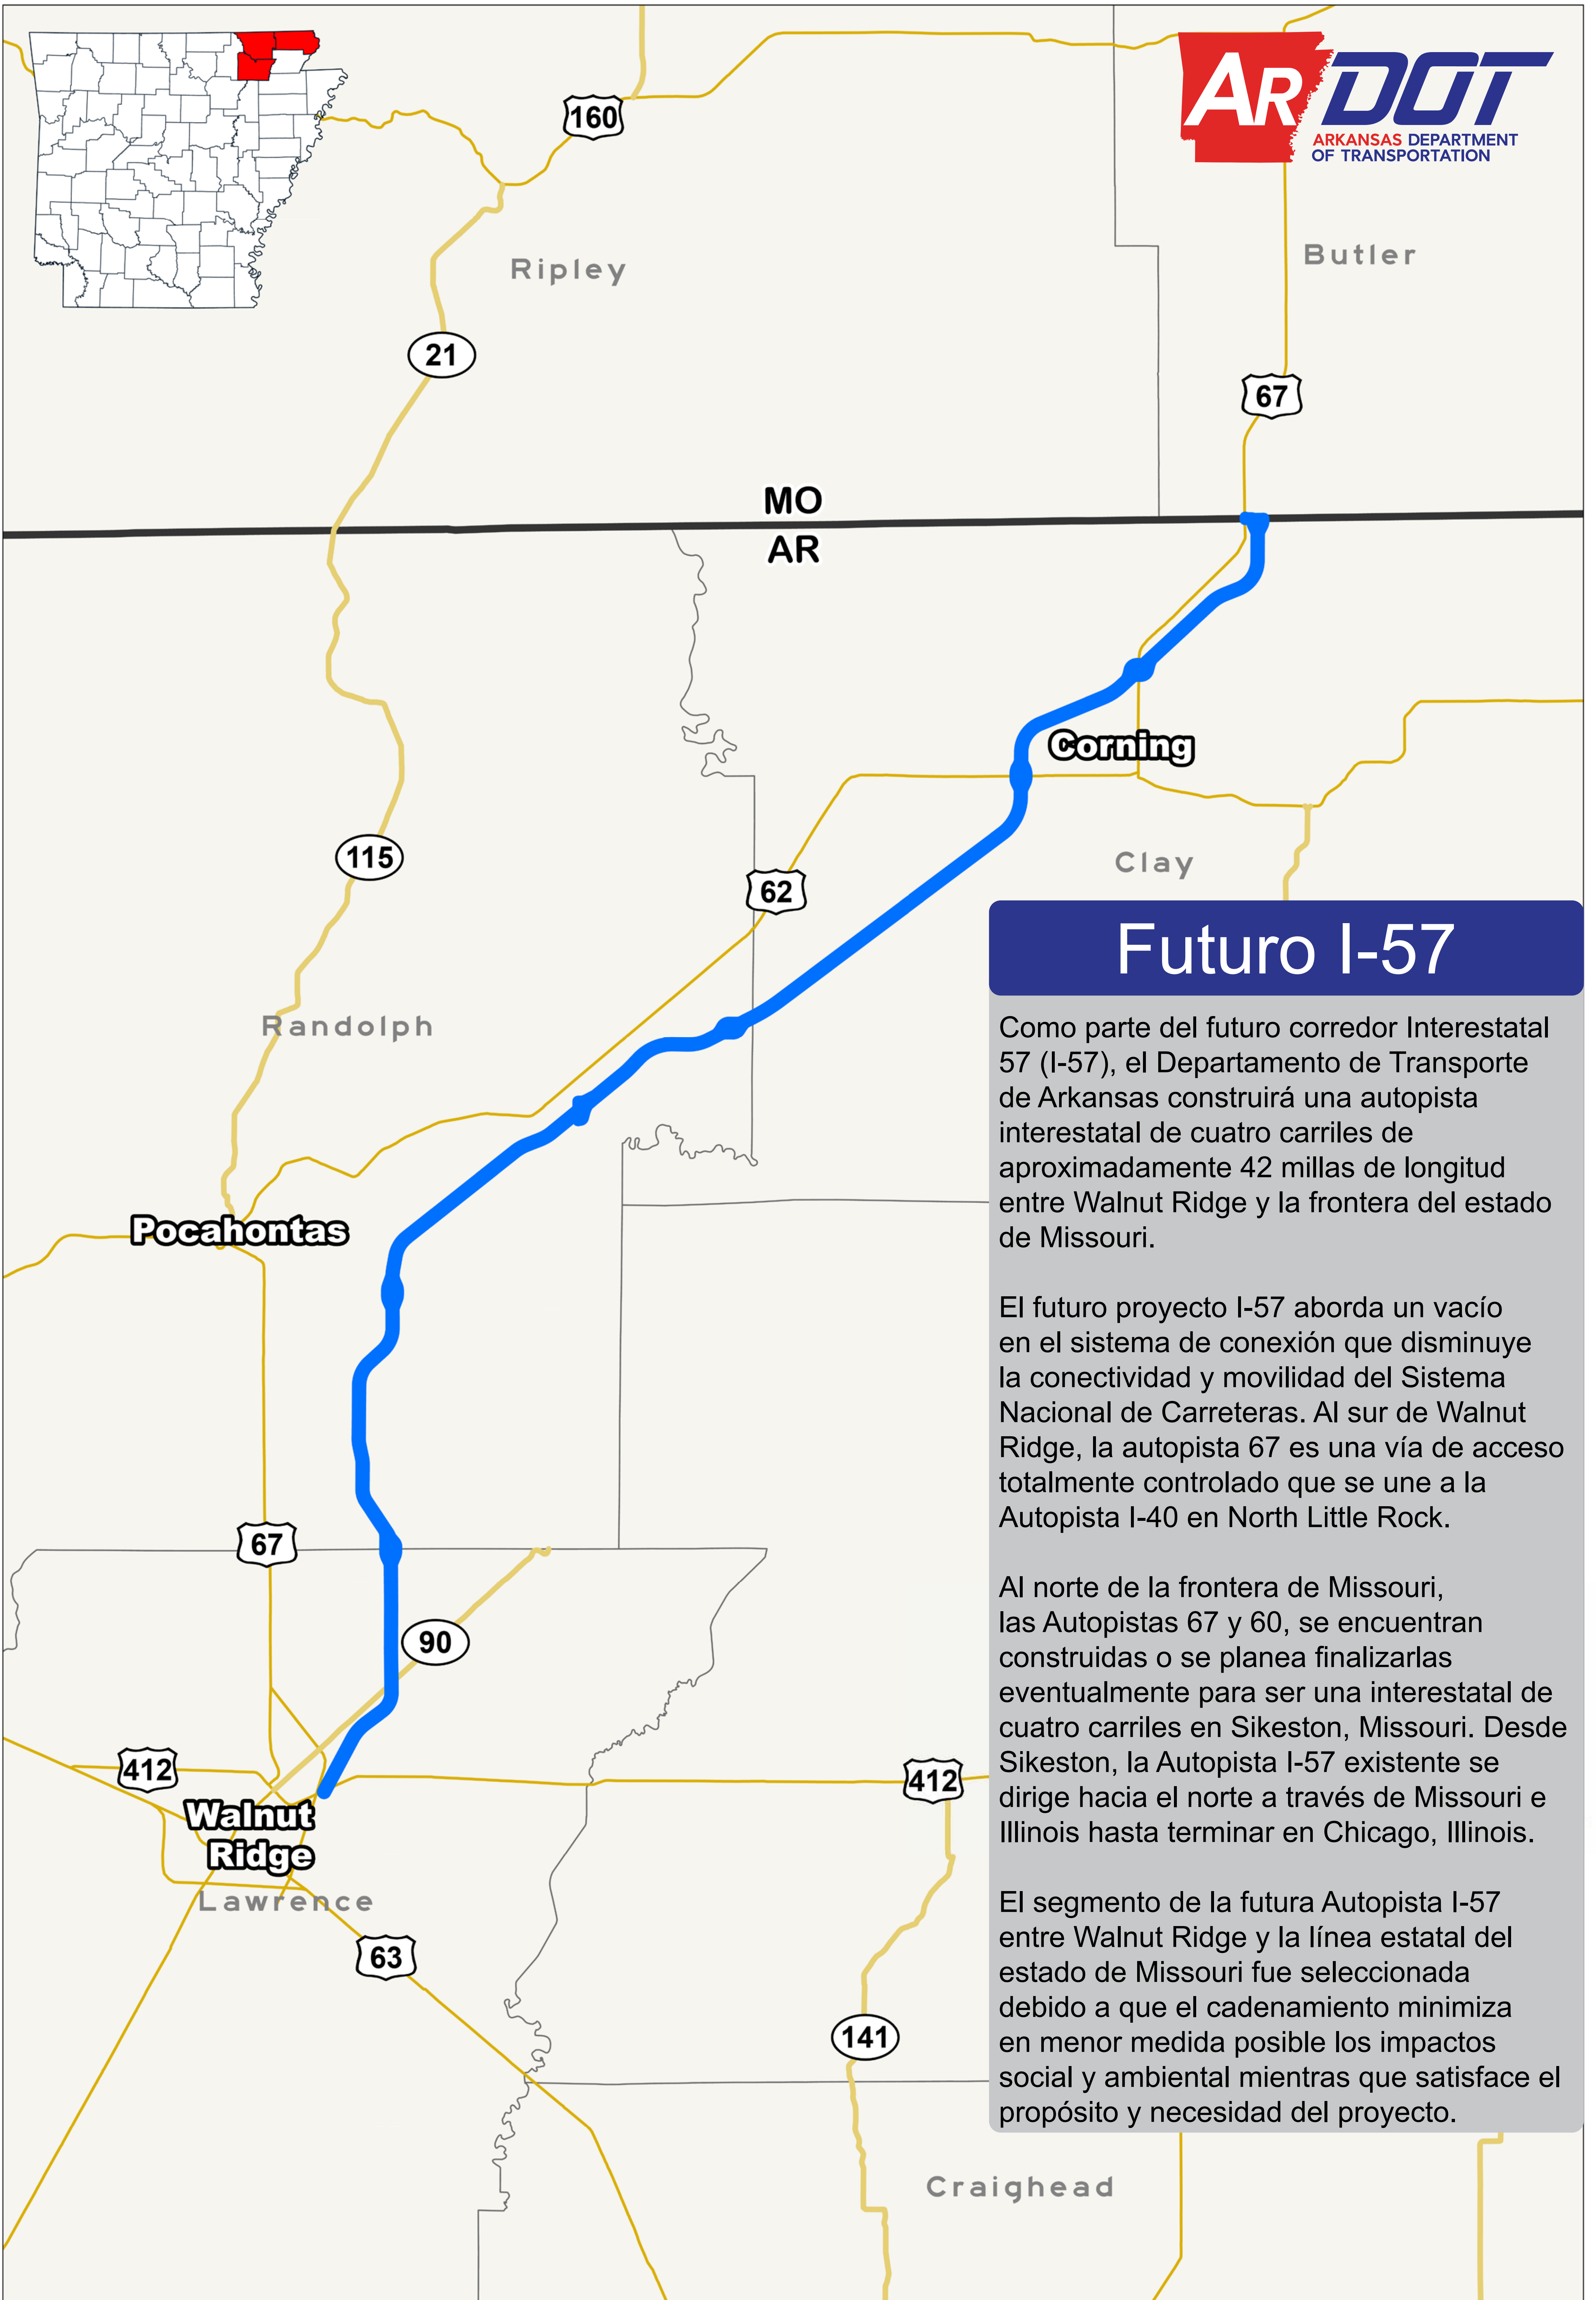 160
AR DOT
ARKANSAS DEPARTMENT
OF TRANSPORTATION
Ripley
Butler
21
67
MO
AR
Corning
115
62
Clay
Randolph
Pocahontas
67
90
412
412
Walnut
Ridge
Lawrence
63
141
Craighead
Futuro I-57
Como parte del futuro corredor Interestatal
57 (I-57), el Departamento de Transporte
de Arkansas construirá una autopista
interestatal de cuatro carriles de
aproximadamente 42 millas de longitud
entre Walnut Ridge y la frontera del estado
de Missouri.
El futuro proyecto I-57 aborda un vacío
en el sistema de conexión que disminuye
la conectividad y movilidad del Sistema
Nacional de Carreteras. Al sur de Walnut
Ridge, la autopista 67 es una vía de acceso
totalmente controlado que se une a la
Autopista I-40 en North Little Rock.
Al norte de la frontera de Missouri,
las Autopistas 67 y 60, se encuentran
construidas o se planea finalizarlas
eventualmente para ser una interestatal de
cuatro carriles en Sikeston, Missouri. Desde
Sikeston, la Autopista I-57 existente se
dirige hacia el norte a través de Missouri e
Illinois hasta terminar en Chicago, Illinois.
El segmento de la futura Autopista I-57
entre Walnut Ridge y la línea estatal del
estado de Missouri fue seleccionada
debido a que el cadenamiento minimiza
en menor medida posible los impactos
social y ambiental mientras que satisface el
propósito y necesidad del proyecto.